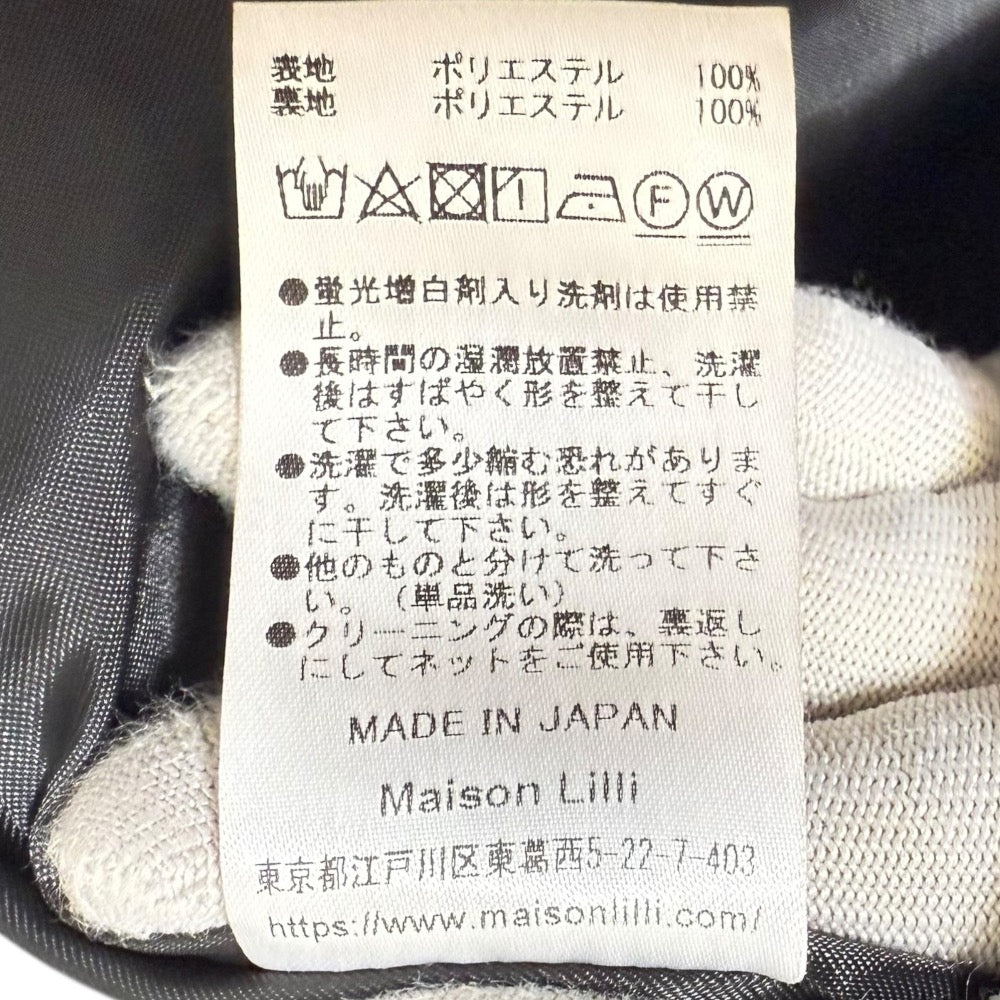 表地 ポリエステル 100%
裏地 ポリエステル 100%
F W
●蛍光増白剤入り洗剤は使用禁
止。
●長時間の湿潤放置禁止、洗濯
後はすばやく形を整えて干し
て下さい。
●洗濯で多少縮む恐れがありま
す。洗濯後は形を整えてすぐ
に干して下さい。
●他のものと分けて洗って下さ
い。（単品洗い）
●クリーニングの際は、裏返し
にしてネットをご使用下さい。
MADE IN JAPAN
Maison Lilli
東京都江戸川区東葛西5-22-7-403
https://www.maisonlilli.com/